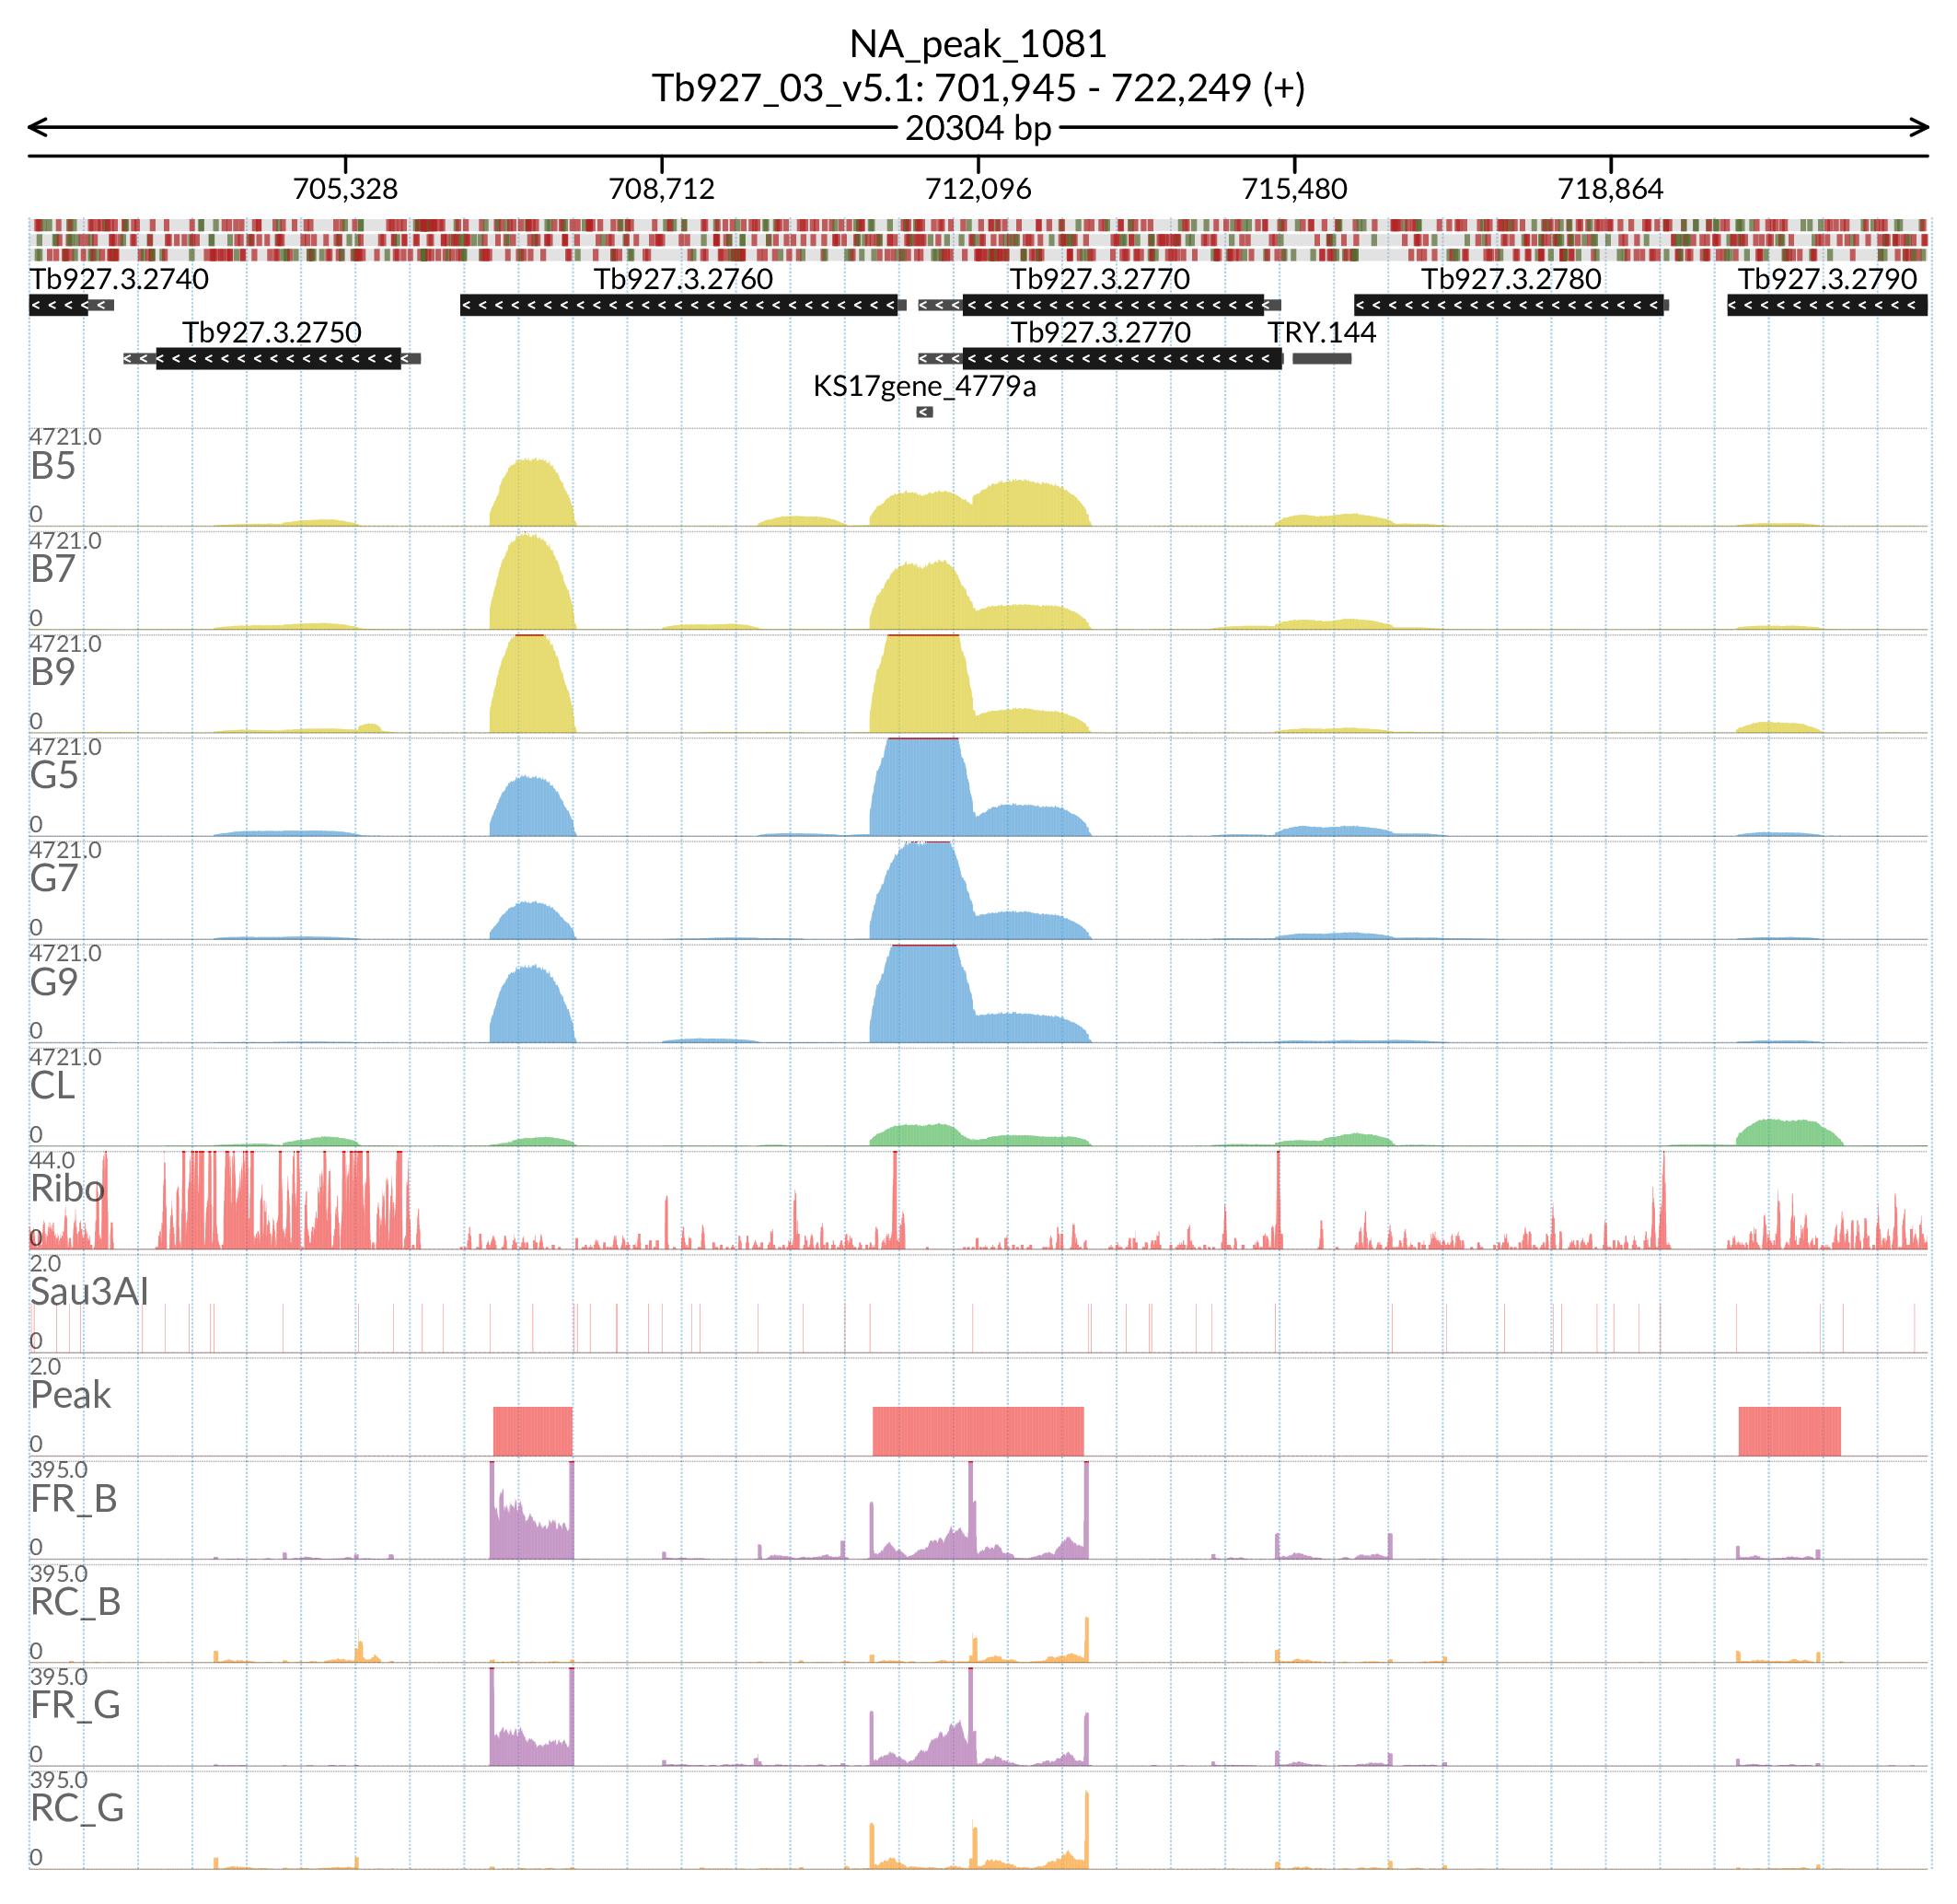 NA_peak_1081
Tb927_03_v5.1: 701,945 - 722,249 (+)
20304 bp
705,328 708,712 712,096 715,480 718,864
Tb927.3.2740 Tb927.3.2760 Tb927.3.2770 Tb927.3.2780 Tb927.3.2790
Tb927.3.2750 Tb927.3.2770 TRY.144
KS17gene_4779a
4721.0
B5
0
4721.0
B7
0
4721.0
B9
0
4721.0
G5
0
4721.0
G7
0
4721.0
G9
0
4721.0
CL
0
44.0
Ribo
0
2.0
Sau3AI
0
2.0
Peak
0
395.0
FR_B
0
395.0
RC_B
0
395.0
FR_G
0
395.0
RC_G
0